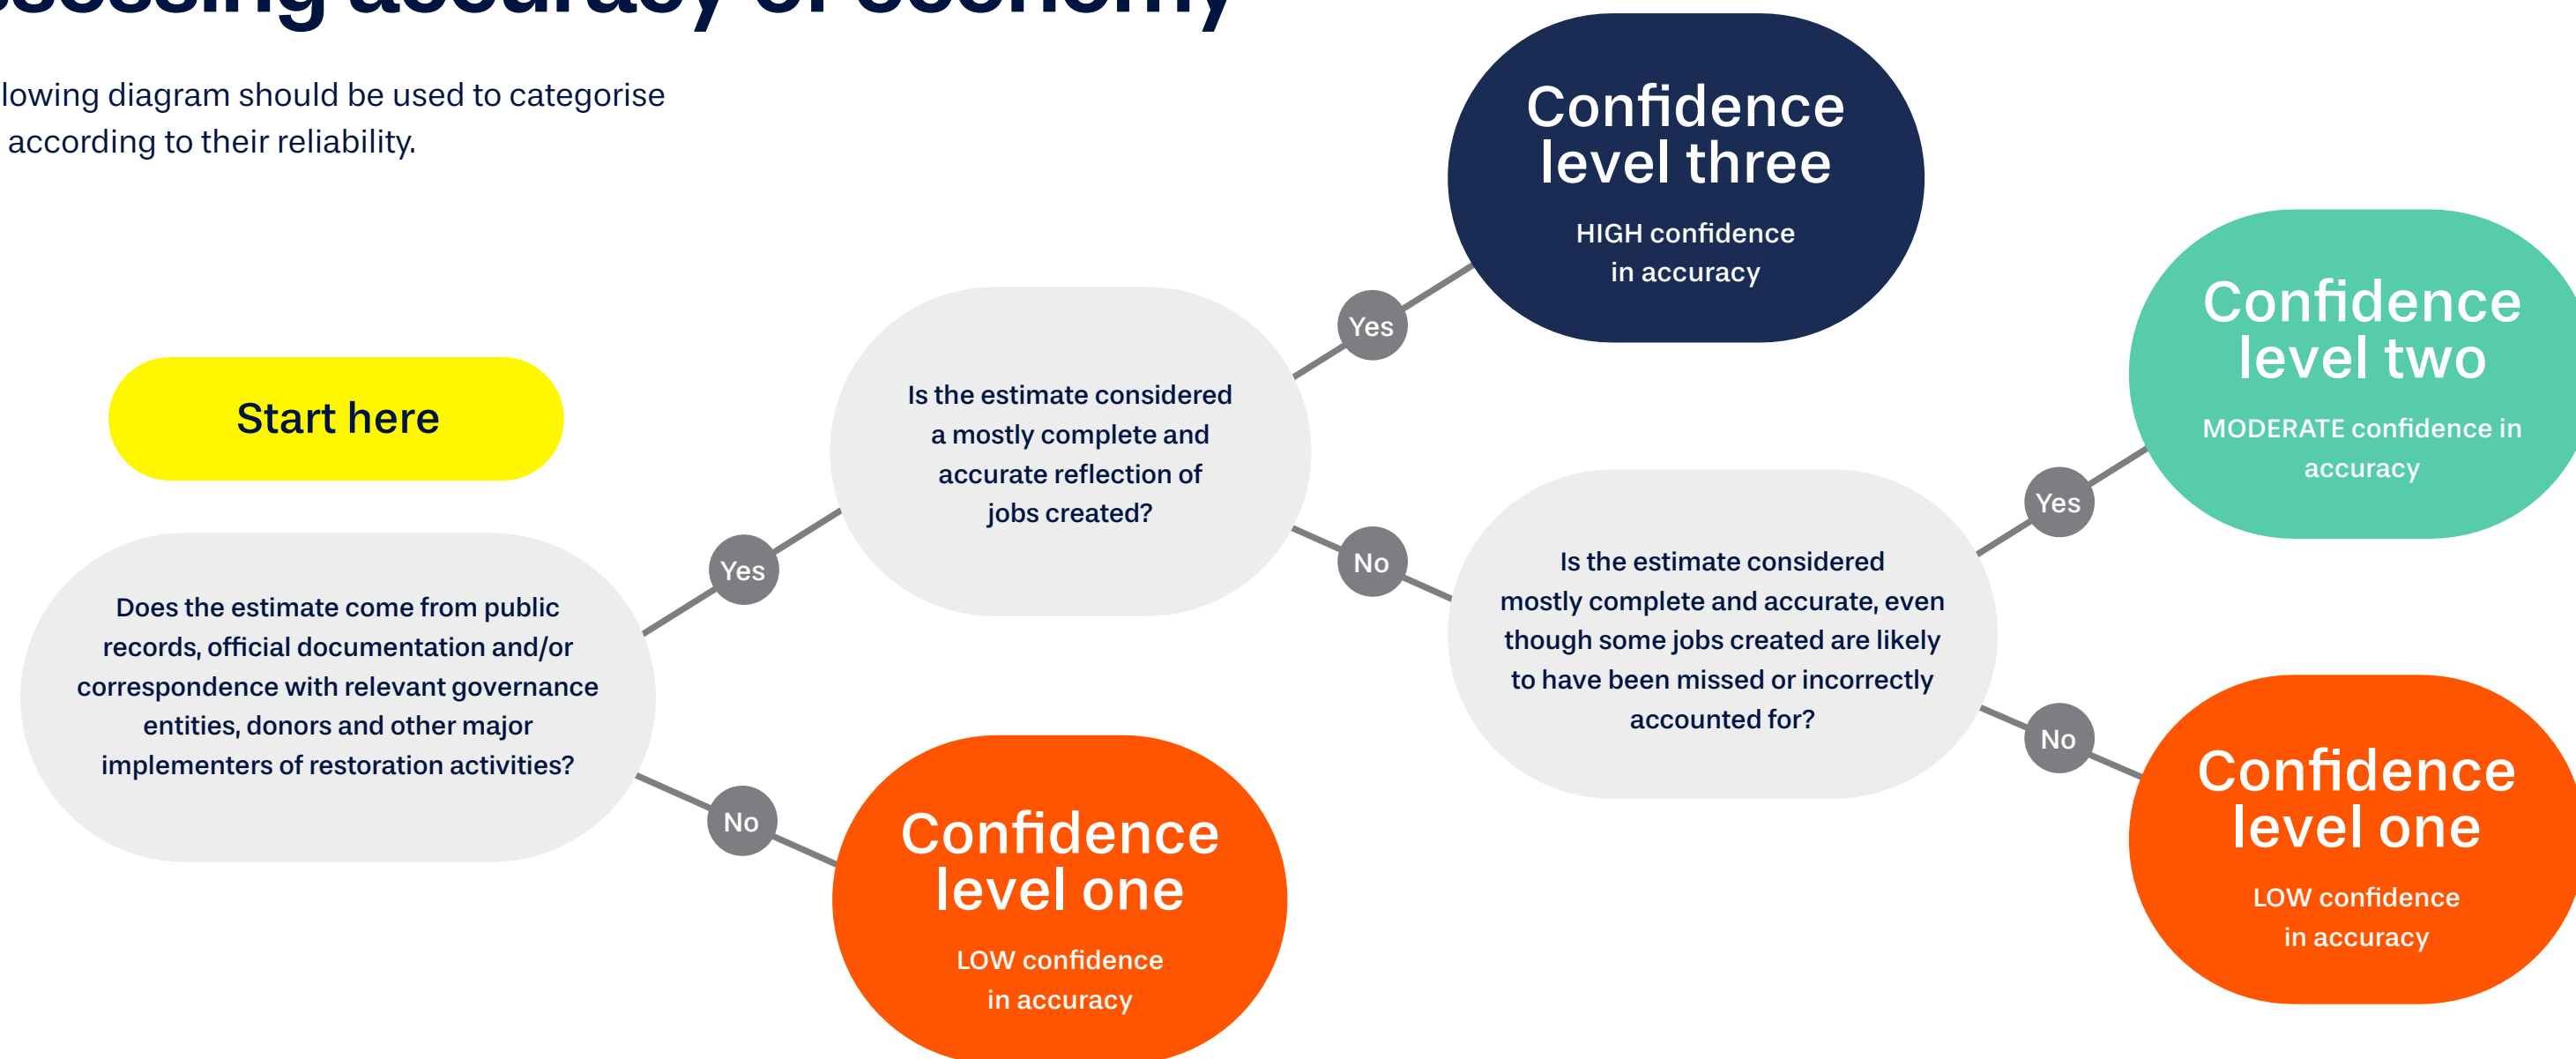 accuracy of economy
lowing diagram should be used to categorise
according to their reliability.
Start here
Does the estimate come from public
records, official documentation and/or
correspondence with relevant governance
entities, donors and other major
implementers of restoration activities?
Yes
No
Is the estimate considered
a mostly complete and
accurate reflection of
jobs created?
Confidence
level one
LOW confidence
in accuracy
Yes
No
Confidence
level three
HIGH confidence
in accuracy
Is the estimate considered
mostly complete and accurate, even
though some jobs created are likely
to have been missed or incorrectly
accounted for?
Yes
No
Confidence
level two
MODERATE confidence in
accuracy
Confidence
level one
LOW confidence
in accuracy